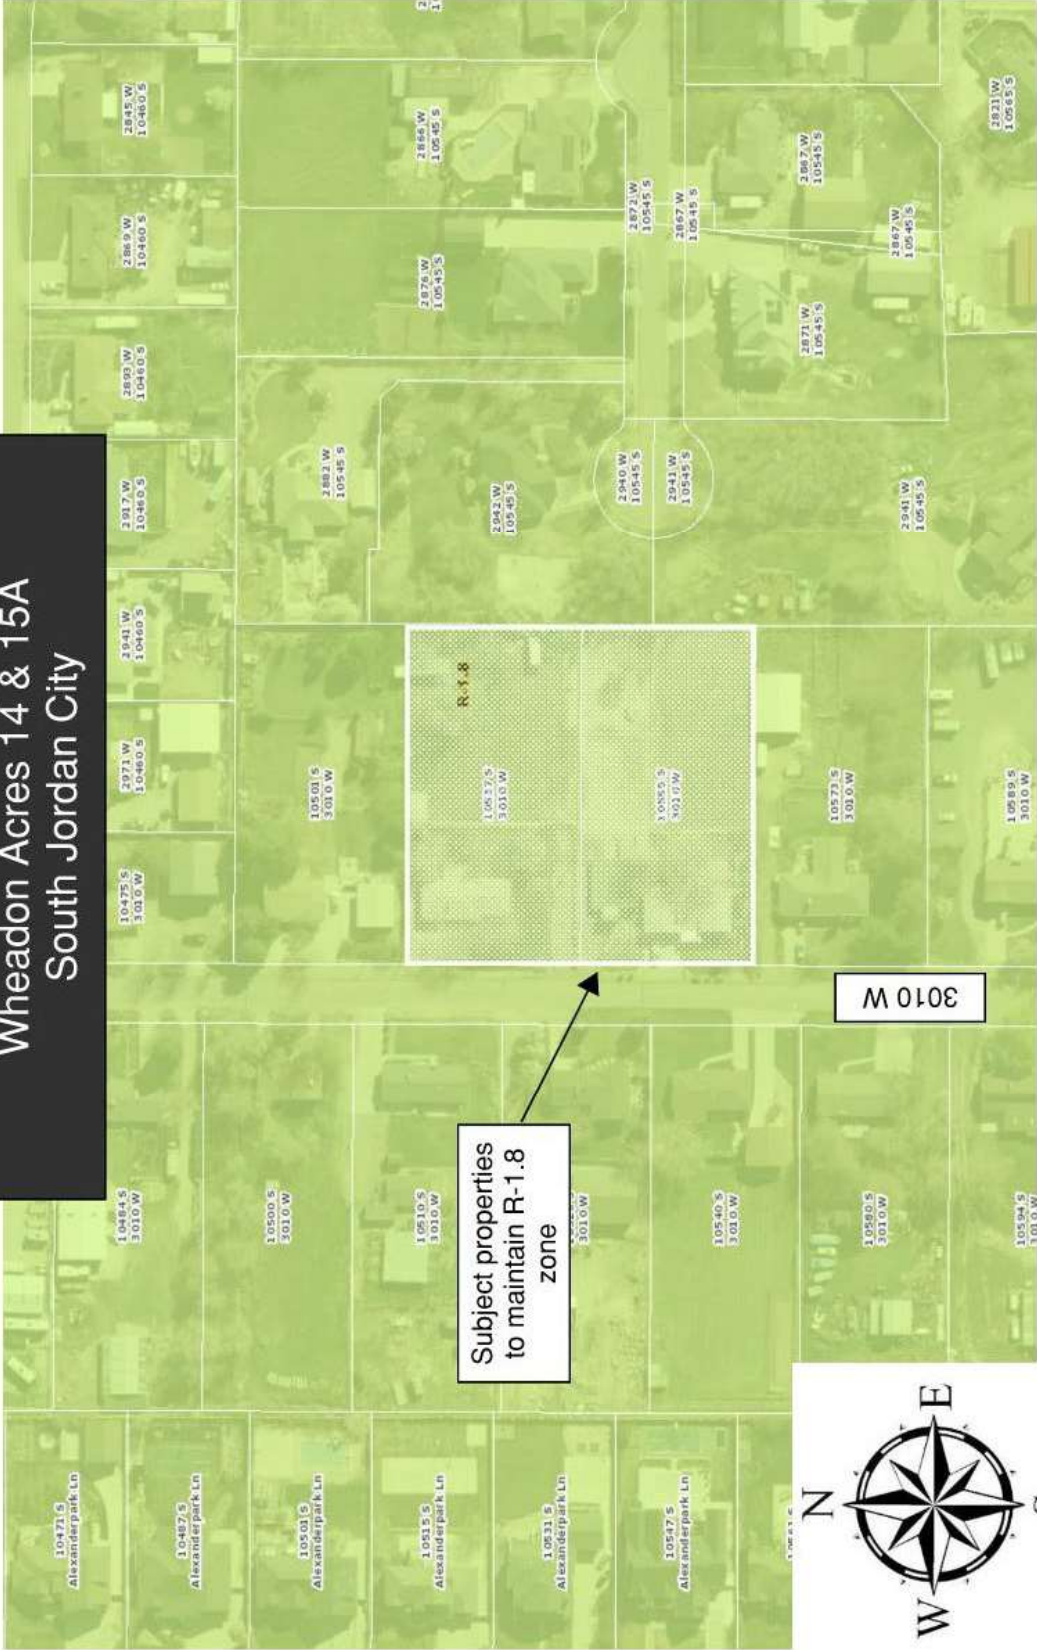 Wheadon Acres 14 & 15A
South Jordan City
10471 S
Alexanderpark Ln
10487 S
Alexanderpark Ln
10501 S
Alexanderpark Ln
10515 S
Alexanderpark Ln
10531 S
Alexanderpark Ln
10547 S
Alexanderpark Ln
10484 S
3010 W
10500 S
3010 W
10510 S
3010 W
3010 W
10540 S
3010 W
10580 S
3010 W
10594 S
3010 W
Subject properties
to maintain R-1.8
zone
3010 W
10475 S
3010 W
2971 W
10460 S
2941 W
10460 S
2917 W
10460 S
2893 W
10460 S
2869 W
10460 S
2845 W
10460 S
10501 S
3010 W
R-1.8
10537 S
3010 W
10555 S
3010 W
10573 S
3010 W
10589 S
3010 W
2882 W
10545 S
2942 W
10545 S
2940 W
10545 S
2941 W
10545 S
2941 W
10545 S
2876 W
10545 S
2866 W
10545 S
2872 W
10545 S
2867 W
10545 S
2871 W
10545 S
2867 W
10545 S
2867 W
10545 S
2821 W
10565 S
N
W
E